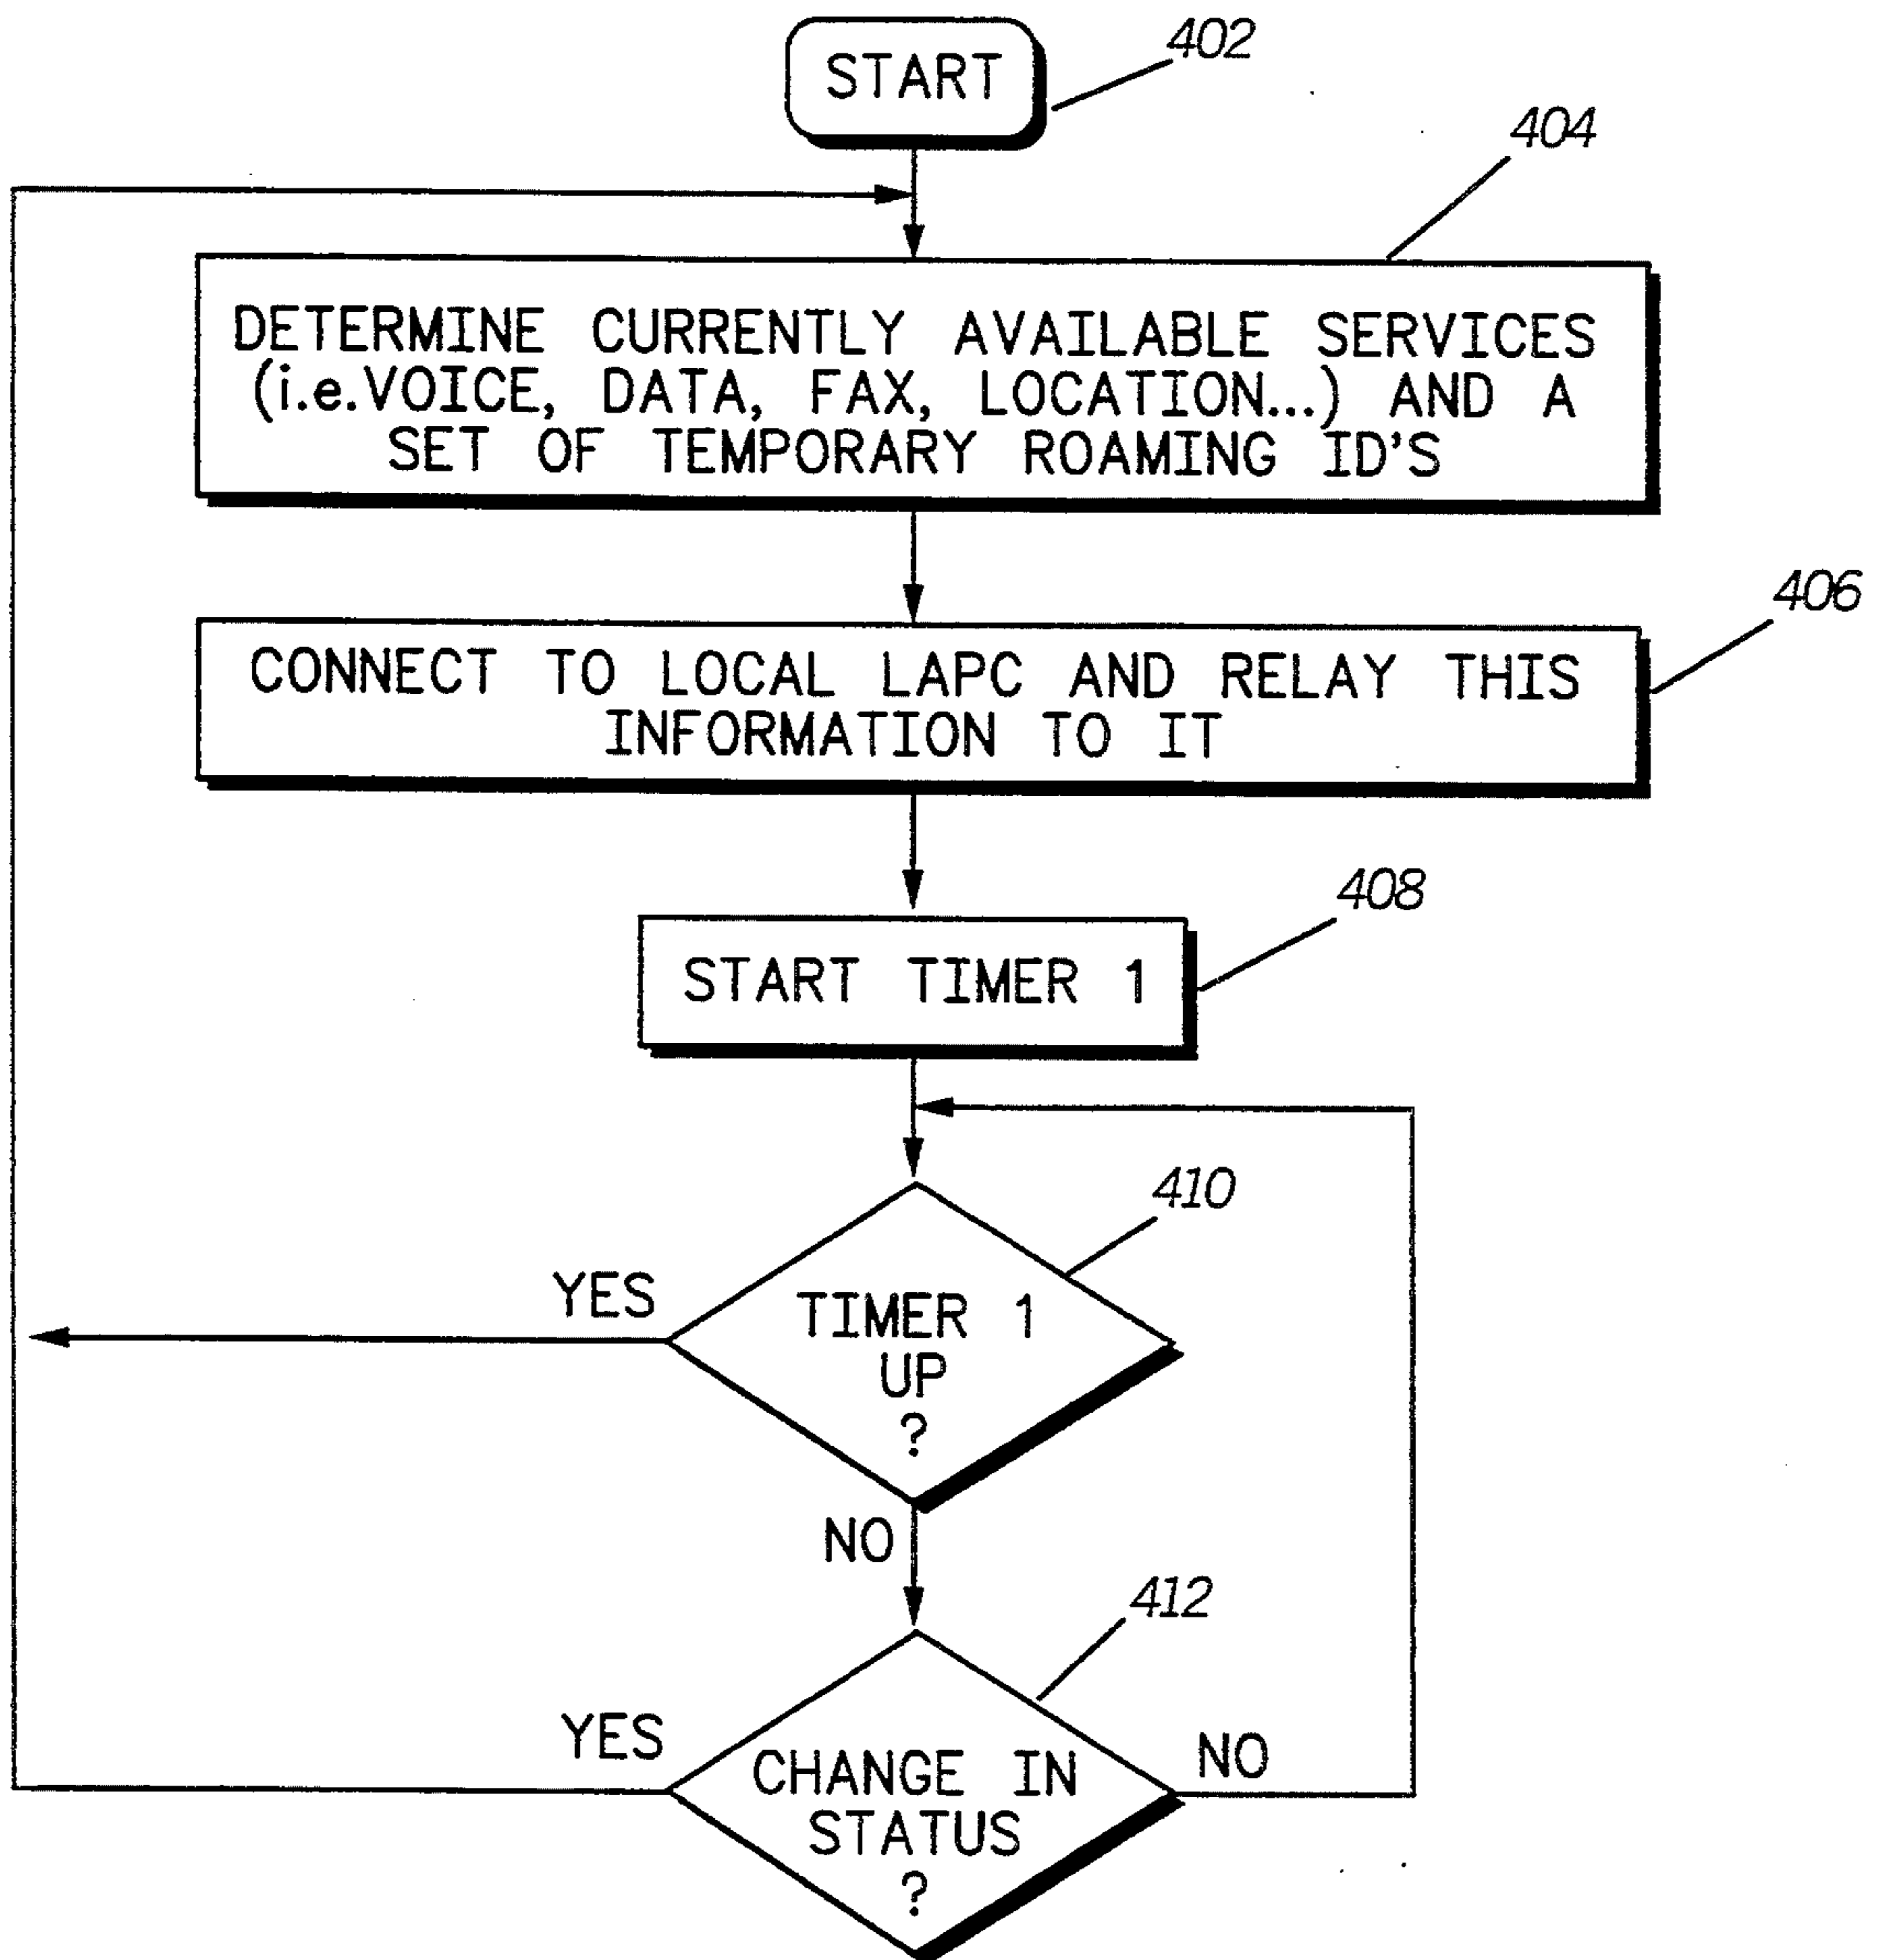 START
402
404
DETERMINE CURRENTLY AVAILABLE SERVICES
(i.e.VOICE, DATA, FAX, LOCATION...) AND A
SET OF TEMPORARY ROAMING ID'S
406
CONNECT TO LOCAL LAPC AND RELAY THIS
INFORMATION TO IT
408
START TIMER 1
410
YES
TIMER 1
UP
?
NO
412
YES
CHANGE IN
STATUS
?
NO